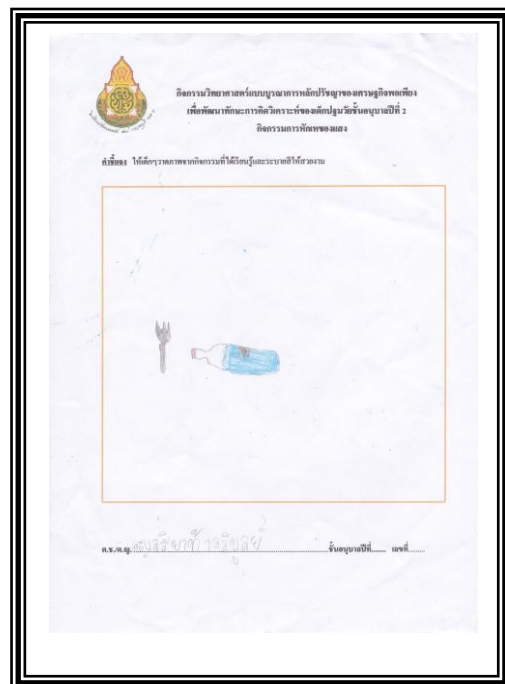 กิจกรรมวิทยาศาสตร์แบบบูรณาการหลักปรัชญาของเศรษฐกิจพอเพียง
เพื่อพัฒนาทักษะการคิดวิเคราะห์ของเด็กปฐมวัยชั้นอนุบาลปีที่ 2
กิจกรรมการหักเหของแสง
คำชี้แจง ให้เด็กๆวาดภาพจากกิจกรรมที่ได้เรียนรู้และระบายสีให้สวยงาม
ด.ช./ด.ญ. ชั้นอนุบาลปีที่....... เลขที่.......